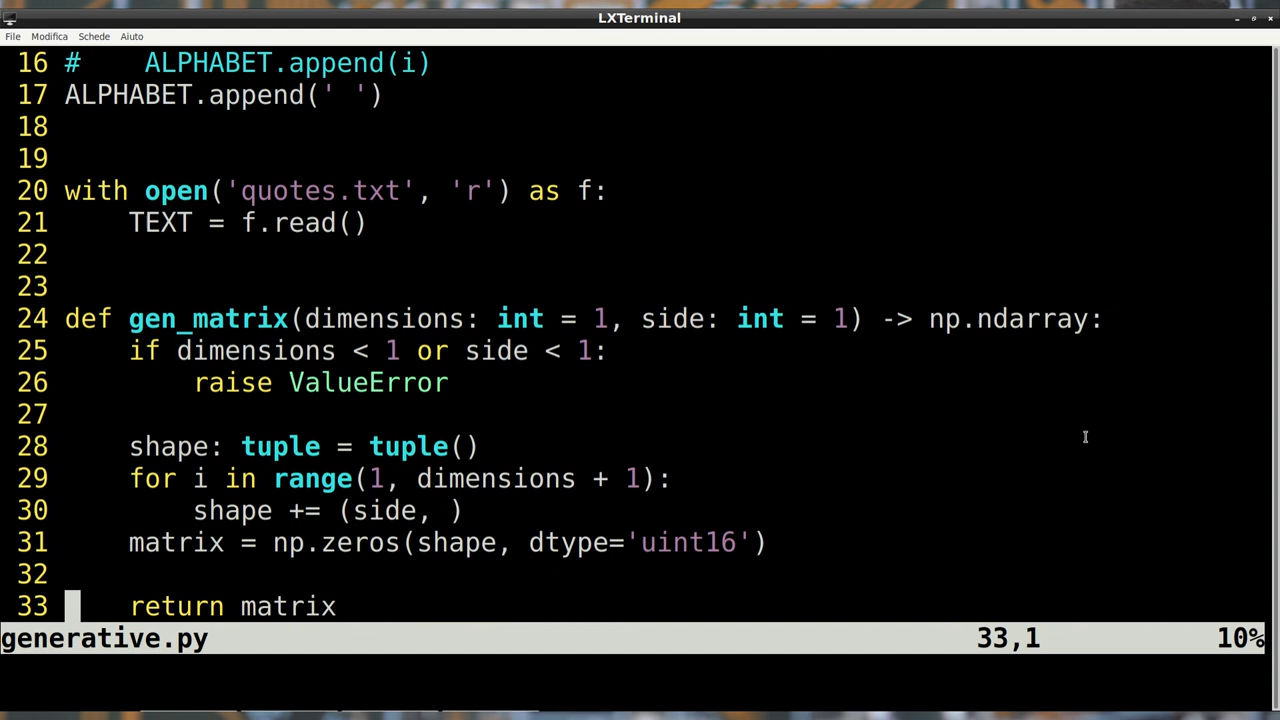 LXTerminal
File Modifica Schede Aiuto
16 #    ALPHABET.append(i)
17 ALPHABET.append(' ')
18
19
20 with open('quotes.txt', 'r') as f:
21     TEXT = f.read()
22
23
24 def gen_matrix(dimensions: int = 1, side: int = 1) -> np.ndarray:
25     if dimensions < 1 or side < 1:
26         raise ValueError
27
28     shape: tuple = tuple()
29     for i in range(1, dimensions + 1):
30         shape += (side, )
31     matrix = np.zeros(shape, dtype='uint16')
32
33     return matrix
generative.py 33,1 10%